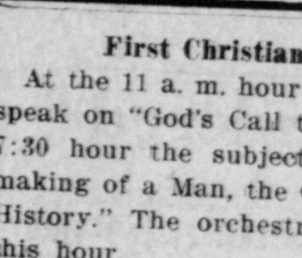 First Christian
At the 11 a. m. hour
speak on "God's Call
7:30 hour the subject
making of a Man, the
History." The orchestr
this hour